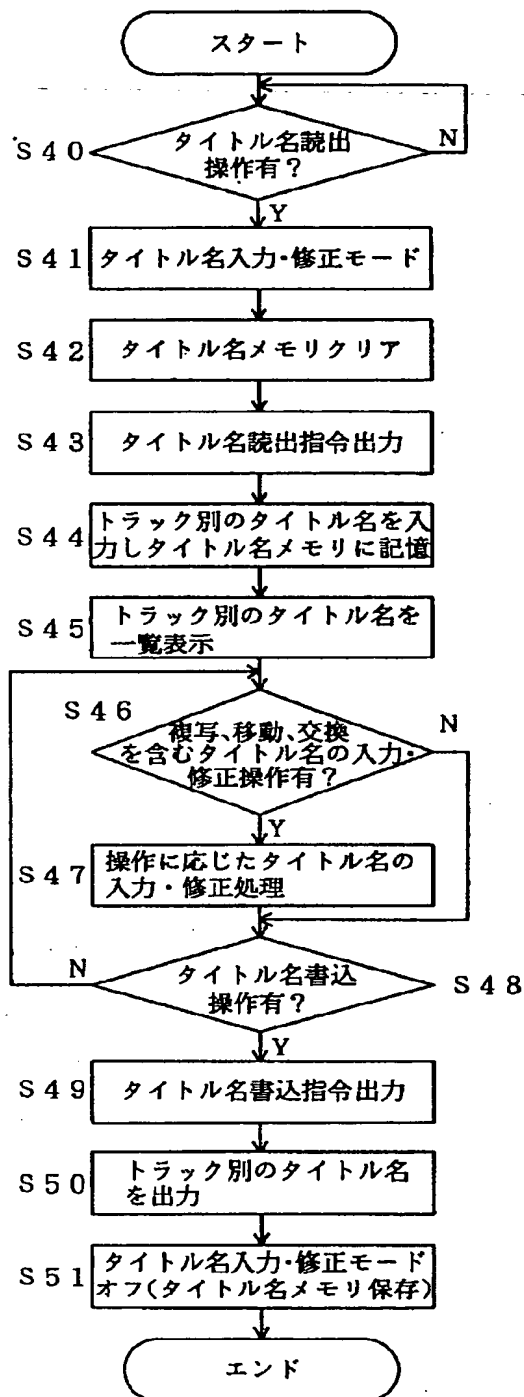 スタート
S40
タイトル名読出
操作有?
N
Y
S41
タイトル名入力・修正モード
S42
タイトル名メモリクリア
S43
タイトル名読出指令出力
S44
トラック別のタイトル名を入
力しタイトル名メモリに記憶
S45
トラック別のタイトル名を
一覧表示
S46
複写、移動、交換
を含むタイトル名の入力・
修正操作有?
N
Y
S47
操作に応じたタイトル名の
入力・修正処理
N
タイトル名書込
操作有?
S48
Y
S49
タイトル名書込指令出力
S50
トラック別のタイトル名
を出力
S51
タイトル名入力・修正モード
オフ(タイトル名メモリ保存)
エンド